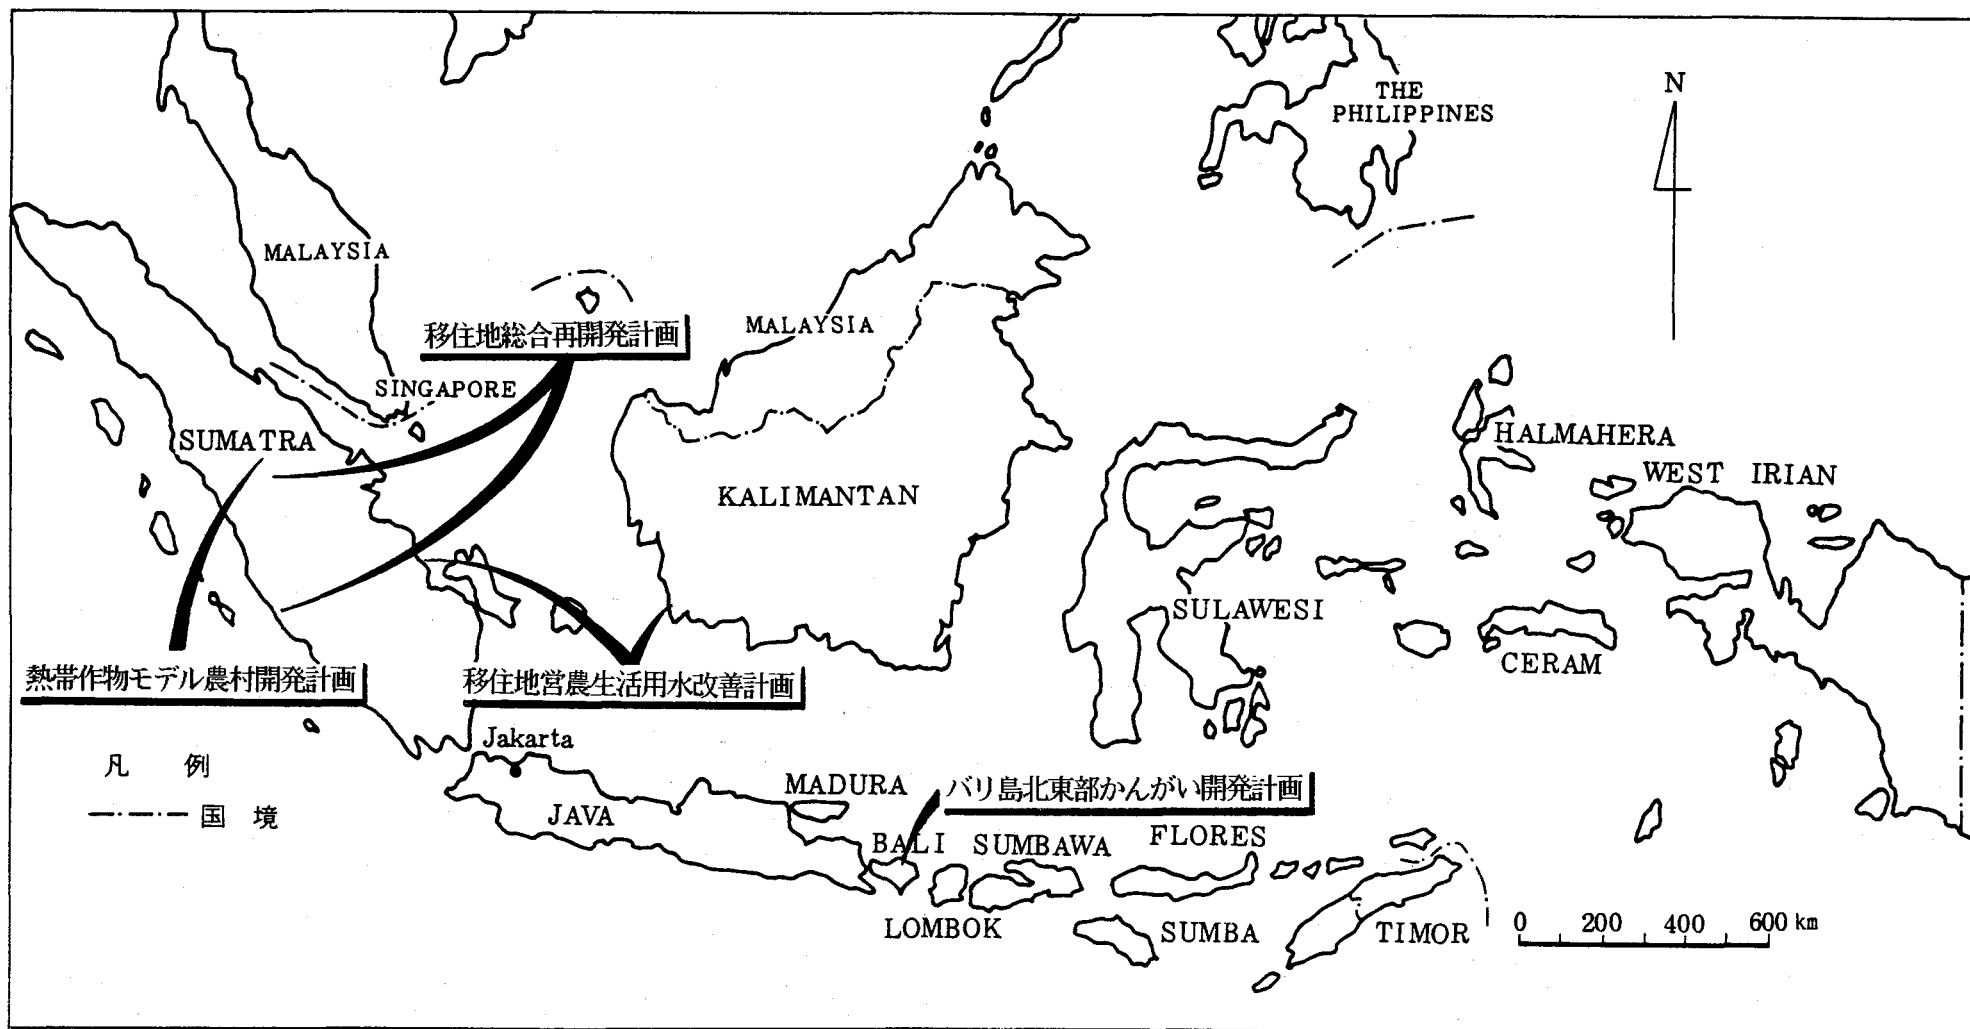 THE
PHILIPPINES
N
MALAYSIA
移住地総合再開発計画
MALAYSIA
SINGAPORE
SUMATRA
HALMAHERA
WEST IRIAN
KALIMANTAN
SULAWESI
CERAM
熱帯作物モデル農村開発計画
移住地営農生活用水改善計画
Jakarta
凡 例
国 境
MADURA
バリ島北東部かんがい開発計画
JAVA
BALI
SUMBAWA
FLORES
LOMBOK
SUMBA
TIMOR
0 200 400 600 km